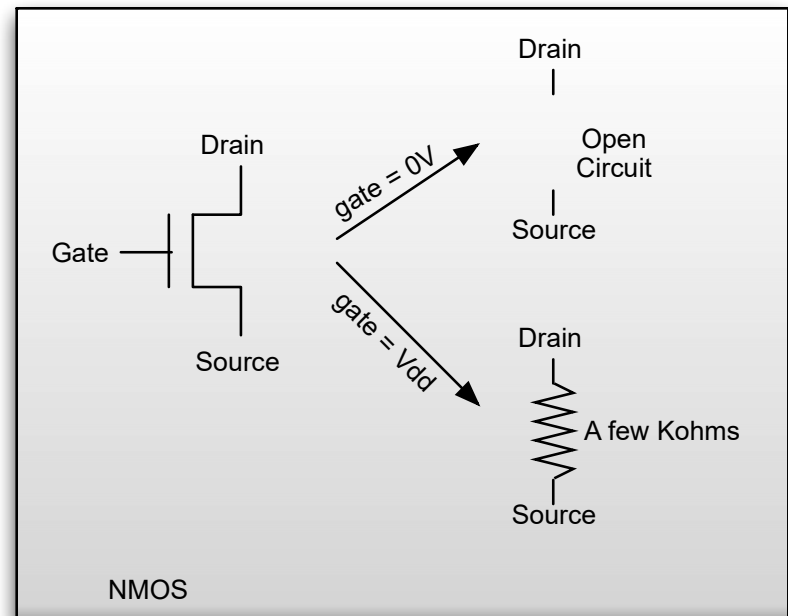 Drain
Gate
Source
gate = 0V
gate = Vdd
Drain
Open
Circuit
Source
Drain
A few Kohms
Source
NMOS